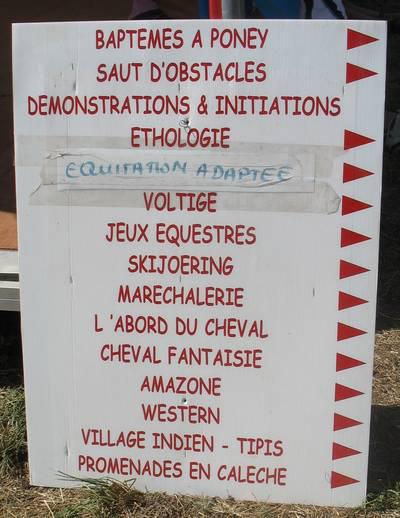 BAPTEMES A PONEY
SAUT D'OBSTACLES
DEMONSTRATIONS & INITIATIONS
ETHOLOGIE
EQUITATION ADAPTEE
VOLTIGE
JEUX EQUESTRES
SKIJOERING
MARECHALERIE
L 'ABORD DU CHEVAL
CHEVAL FANTAISIE
AMAZONE
WESTERN
VILLAGE INDIEN - TIPIS
PROMENADES EN CALECHE